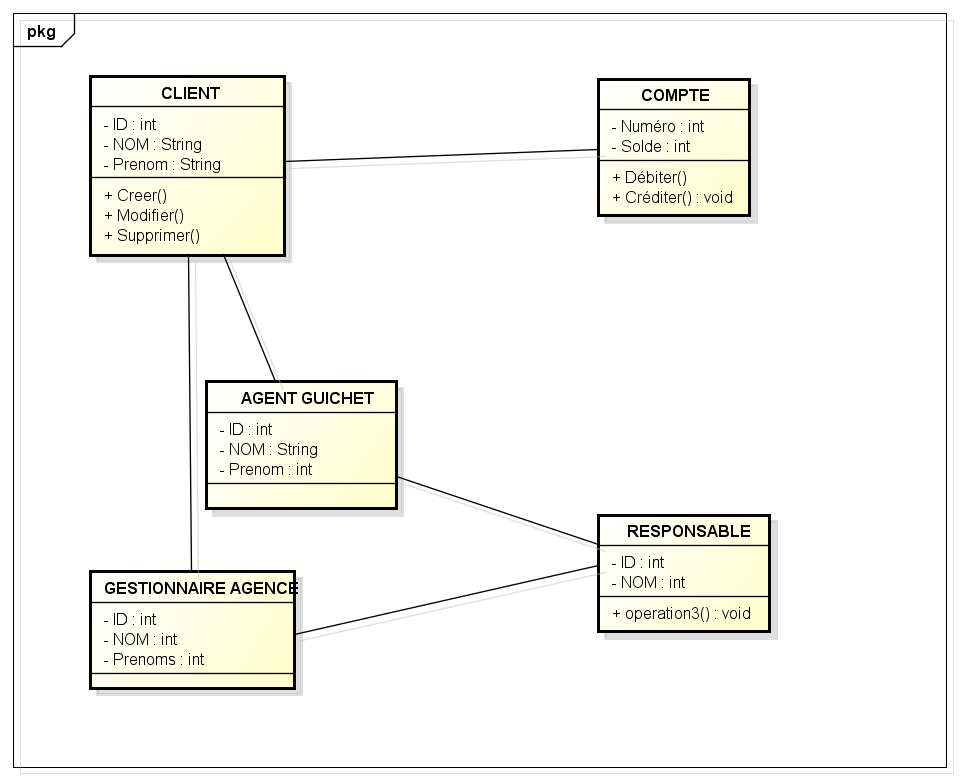 pkg
CLIENT
- ID : int
- NOM : String
- Prenom : String
+ Creer()
+ Modifier()
+ Supprimer()
COMPTE
- Numéro : int
- Solde : int
+ Débiter()
+ Créditer() : void
AGENT GUICHET
- ID : int
- NOM : String
- Prenom : int
RESPONSABLE
- ID : int
- NOM : int
+ operation3() : void
GESTIONNAIRE AGENCE
- ID : int
- NOM : int
- Prenoms : int